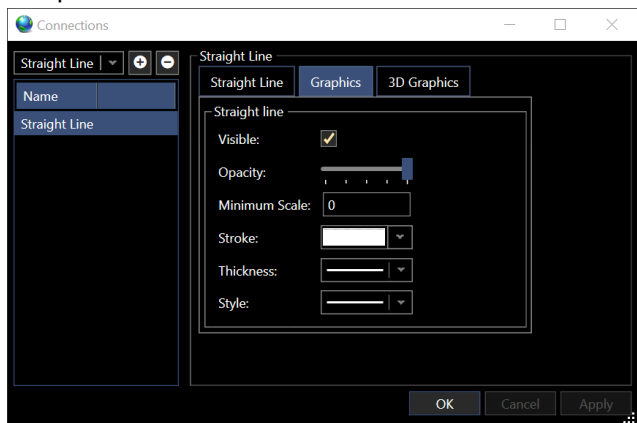 Connections
Straight Line
Name
Straight Line
Straight Line
Straight Line Graphics 3D Graphics
Straight line
Visible:
Opacity:
Minimum Scale: 0
Stroke:
Thickness:
Style:
OK Cancel Apply